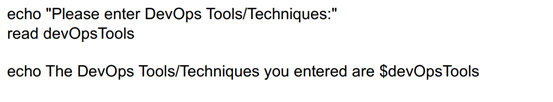 echo "Please enter DevOps Tools/Techniques:"
read devOpsTools
echo The DevOps Tools/Techniques you entered are $devOpsTools